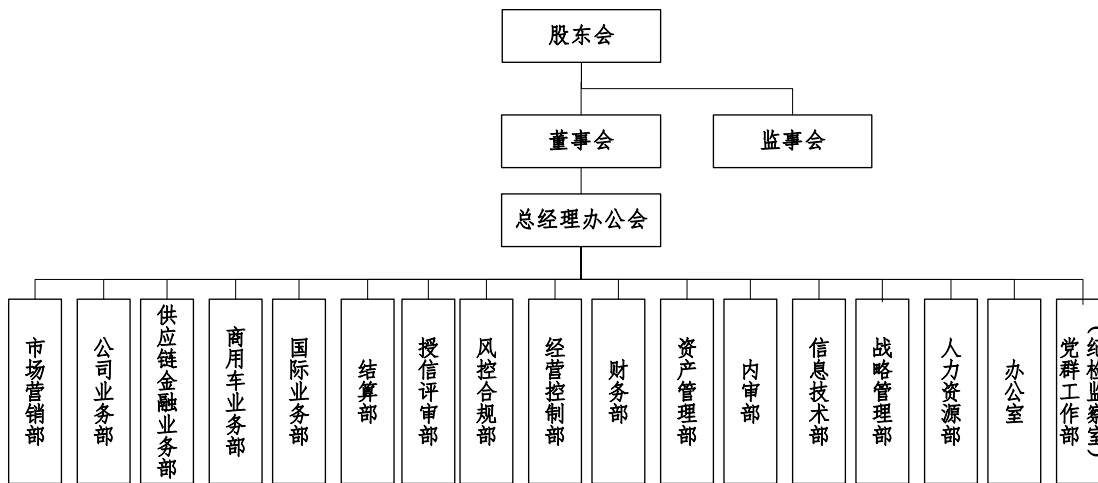 股东会
董事会
监事会
总经理办公会
市场营销部
公司业务部
供应链金融业务部
商用车业务部
国际业务部
结算部
授信评审部
风控合规部
经营控制部
财务部
资产管理部
内审部
信息技术部
战略管理部
人力资源部
办公室
党群工作部
（纪检监察室）